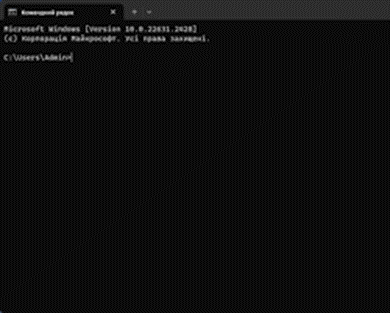 Командний рядок
Microsoft Windows [Version 10.0.22631.2428]
(c) Корпорація Майкрософт. Усі права захищені.
C:\Users\Admin>